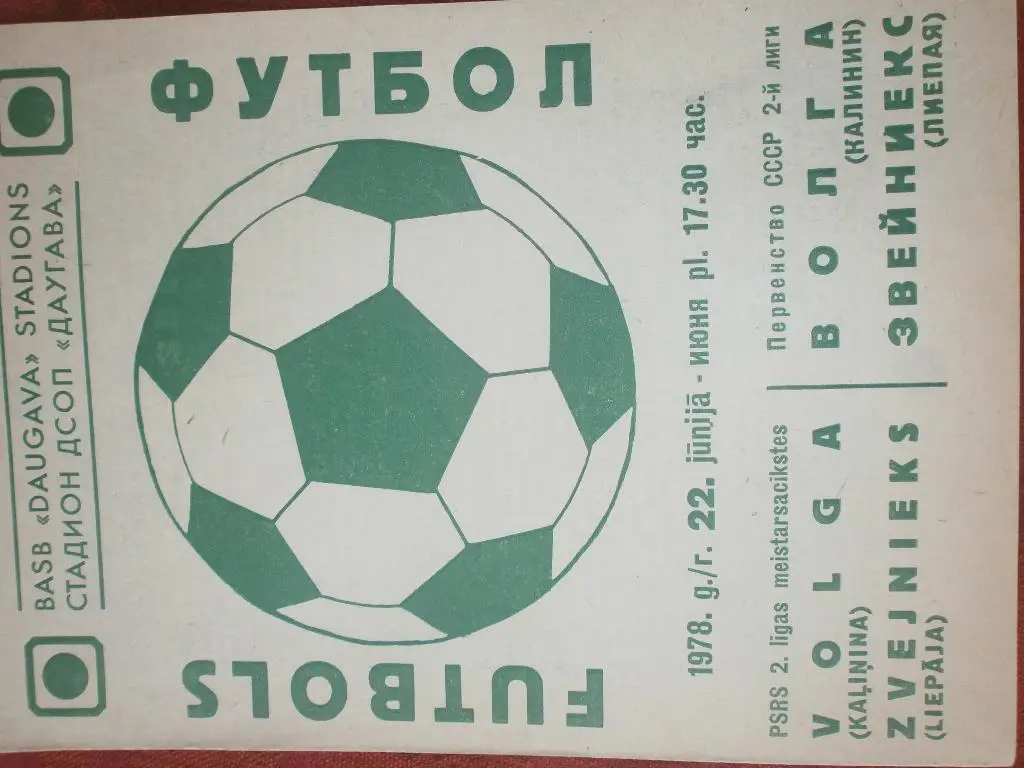 BASB «DAUGAVA» STADIONS
СТАДИОН ДСОП «ДАУГАВА»
FUTBOLS
ФУТБОЛ
1978. g./г. 22. jūnijā - июня pl. 17.30 час.
PSRS 2. līgas meistarsacīkstes
VOLGA
(KAĻIŅINA)
ZVEJNIEKS
(LIEPĀJA)
Первенство СССР 2-й лиги
ВОЛГА
(КАЛИНИН)
ЗВЕЙНИЕКС
(ЛИЕПАЯ)